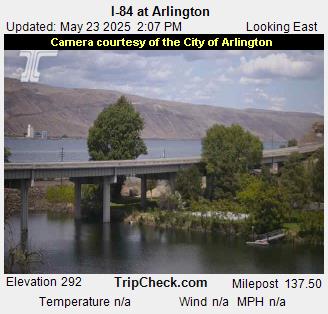 I-84 at Arlington
Updated: May 23 2025 2:07 PM Looking East
Camera courtesy of the City of Arlington
Elevation 292 TripCheck.com Milepost 137.50
Temperature n/a Wind n/a MPH n/a